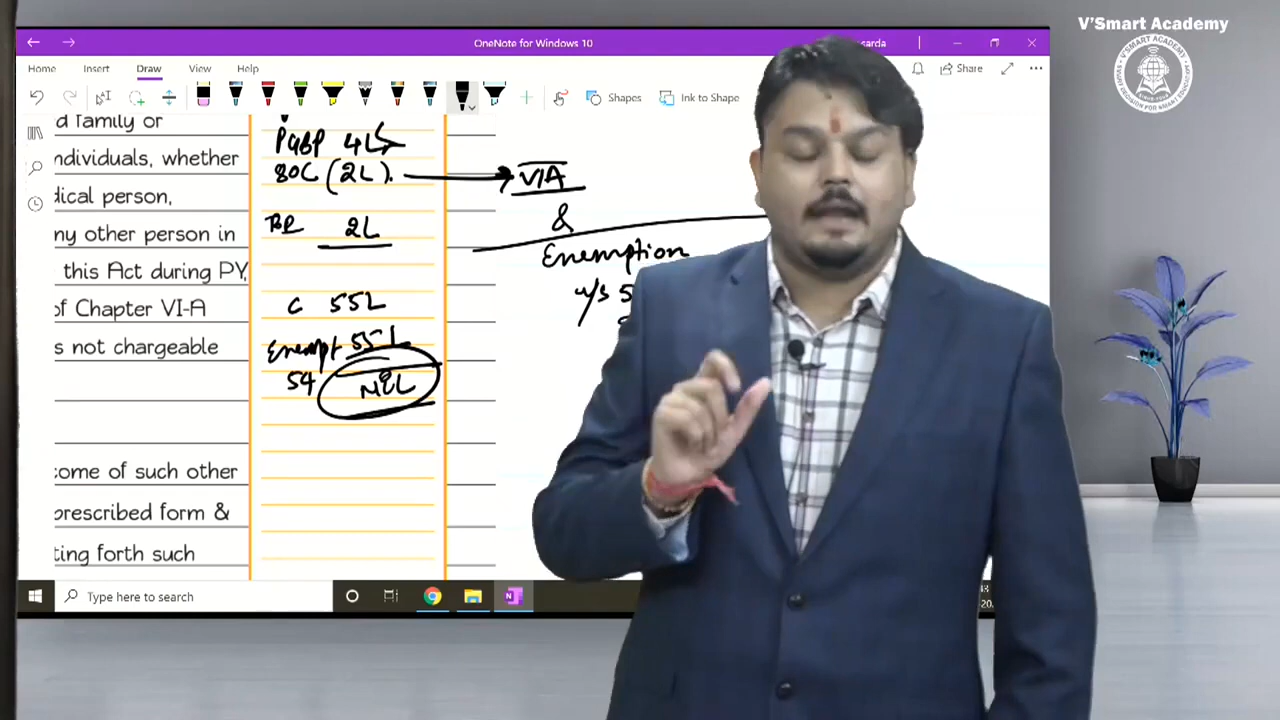 V'Smart Academy
OneNote for Windows 10
carda
Home Insert Draw View Help
Share
Shapes
Ink to Shape
d family or
ndividuals, whether
dical person,
ny other person in
this Act during PY,
of Chapter VI-A
s not chargeable
come of such other
prescribed form &
ting forth such
PGBP 4L
80C (2L).
2L
C 55L
Exempt 55L
54 NIL
VIA
&
Exemption
u/s 5
Type here to search